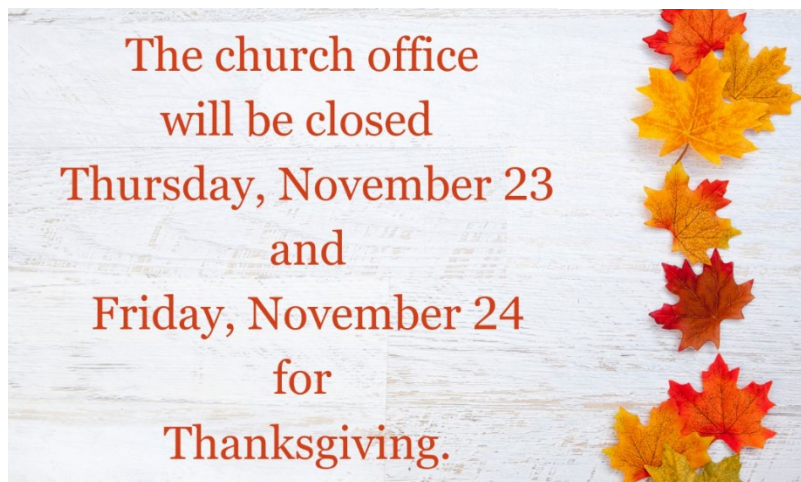 The church office
will be closed
Thursday, November 23
and
Friday, November 24
for
Thanksgiving.